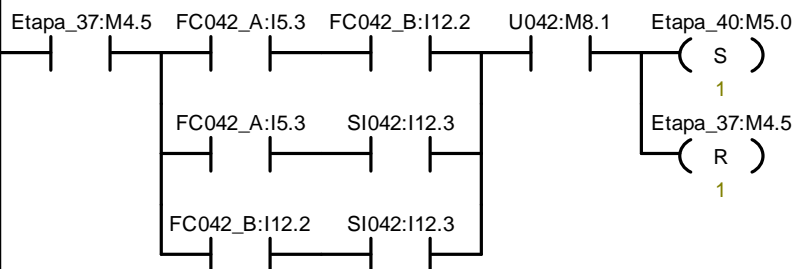 Etapa_37:M4.5 FC042_A:I5.3 FC042_B:I12.2 U042:M8.1 Etapa_40:M5.0
S
1
FC042_A:I5.3 SI042:I12.3 Etapa_37:M4.5
R
1
FC042_B:I12.2 SI042:I12.3